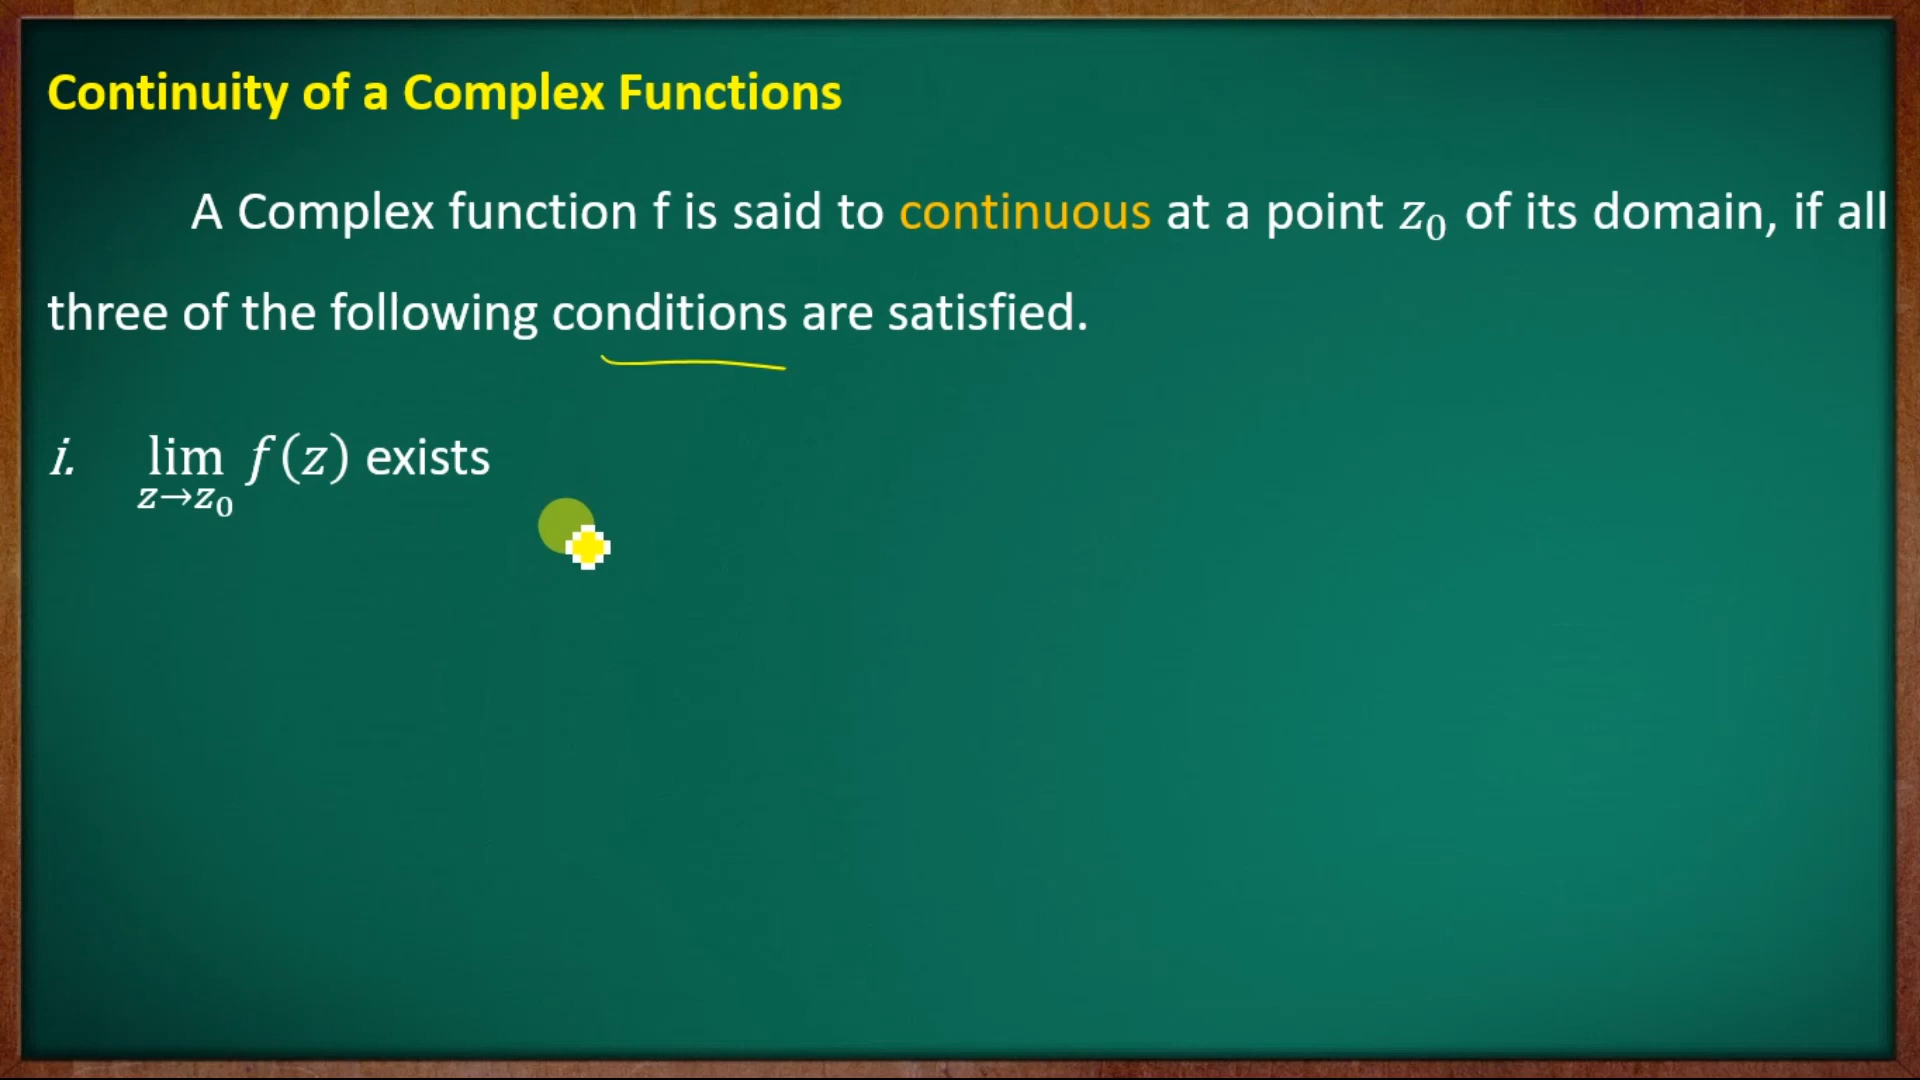 Continuity of a Complex Functions
A Complex function f is said to continuous at a point z₀ of its domain, if all
three of the following conditions are satisfied.
i. lim f(z) exists
z→z₀